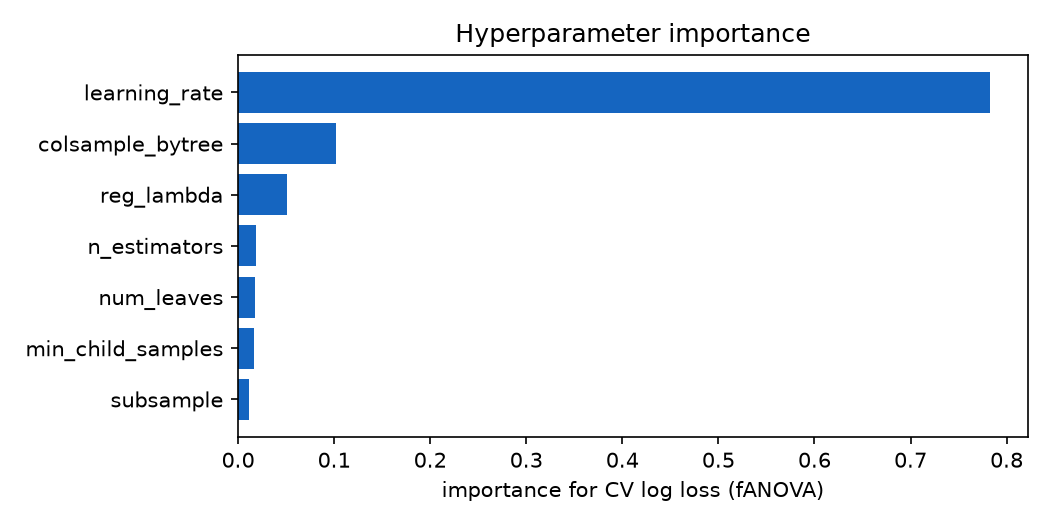 Hyperparameter importance
learning_rate
colsample_bytree
reg_lambda
n_estimators
num_leaves
min_child_samples
subsample
0.0 0.1 0.2 0.3 0.4 0.5 0.6 0.7 0.8
importance for CV log loss (fANOVA)